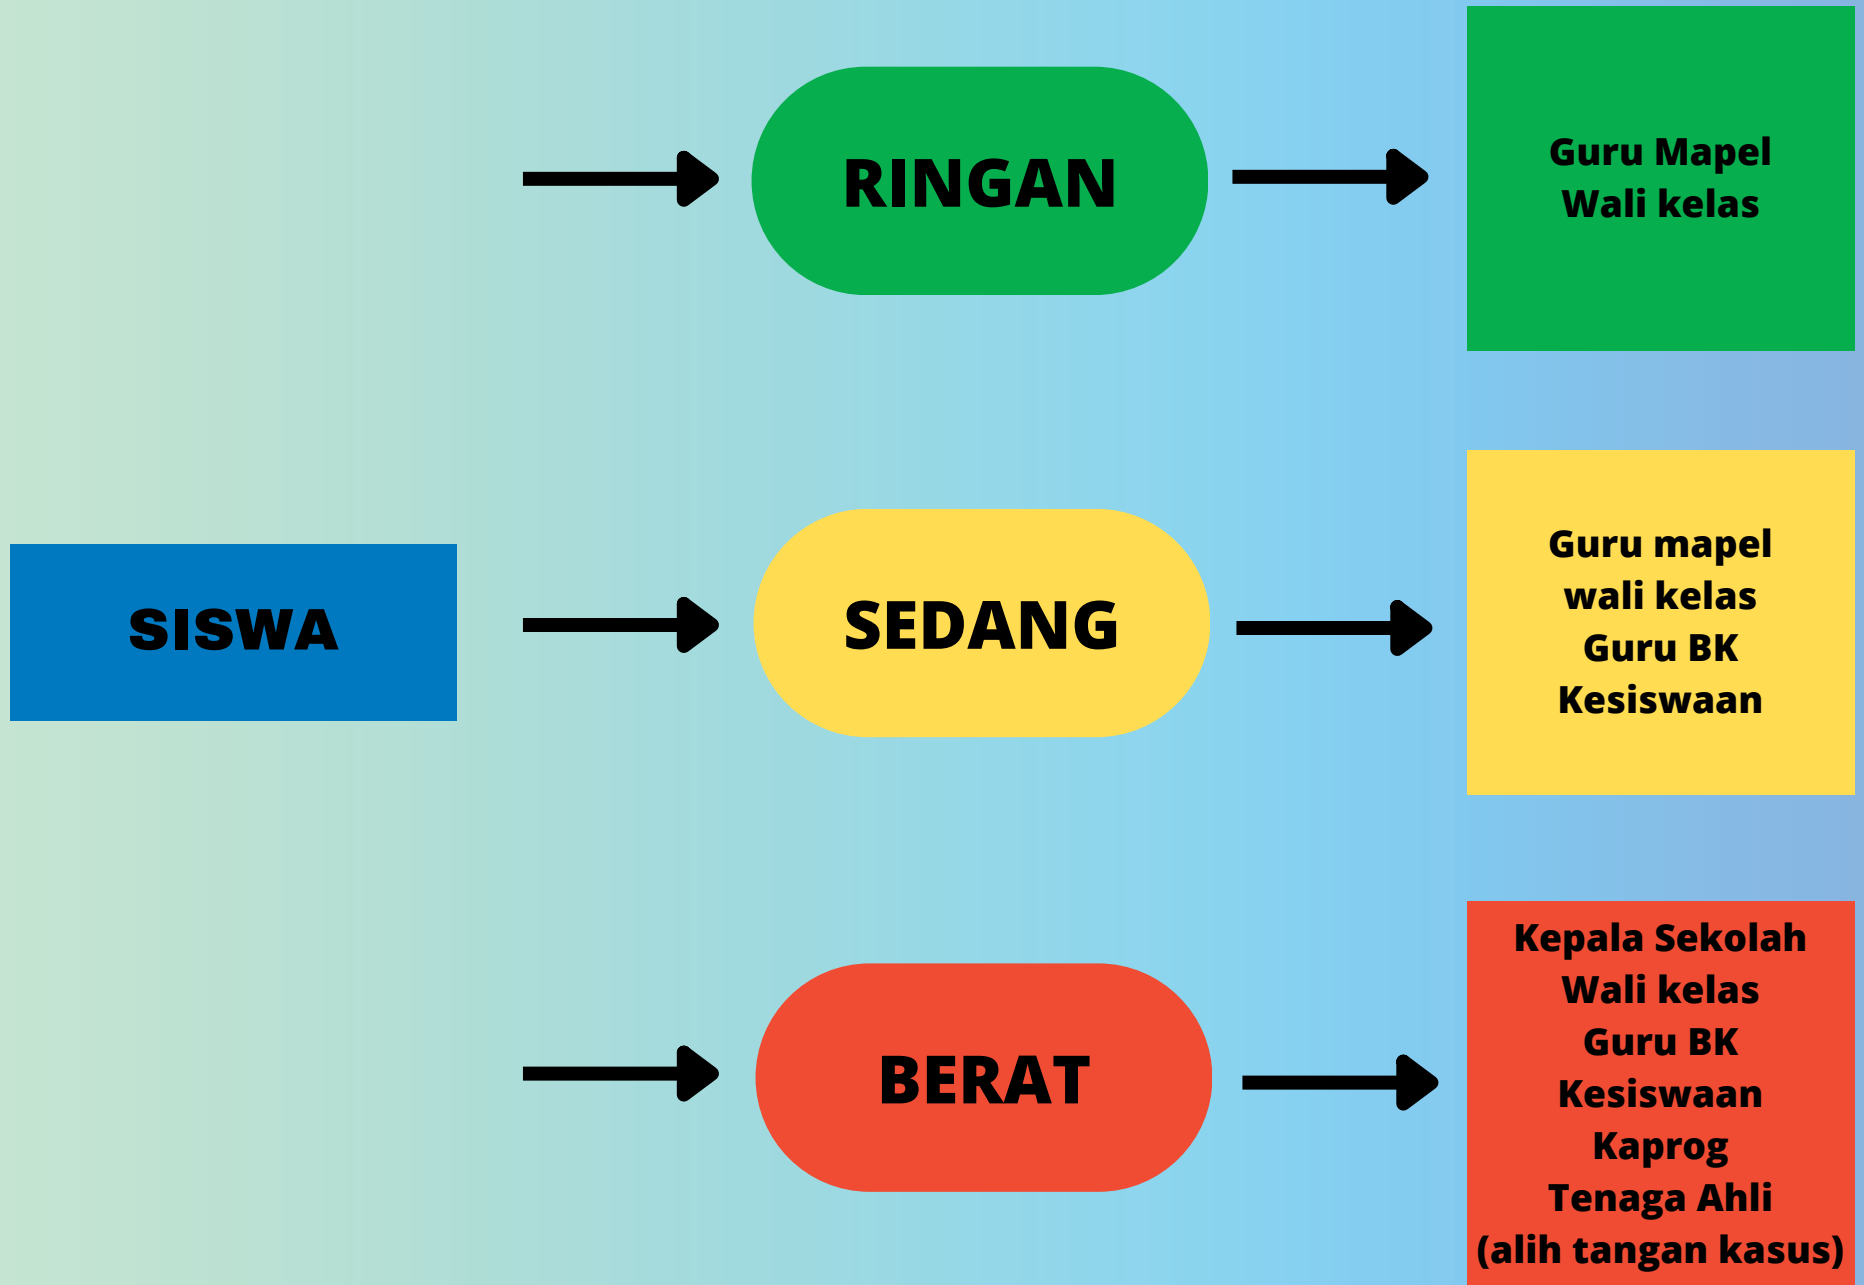 SISWA
RINGAN
Guru Mapel
Wali kelas
SEDANG
Guru mapel
wali kelas
Guru BK
Kesiswaan
BERAT
Kepala Sekolah
Wali kelas
Guru BK
Kesiswaan
Kaprog
Tenaga Ahli
(alih tangan kasus)